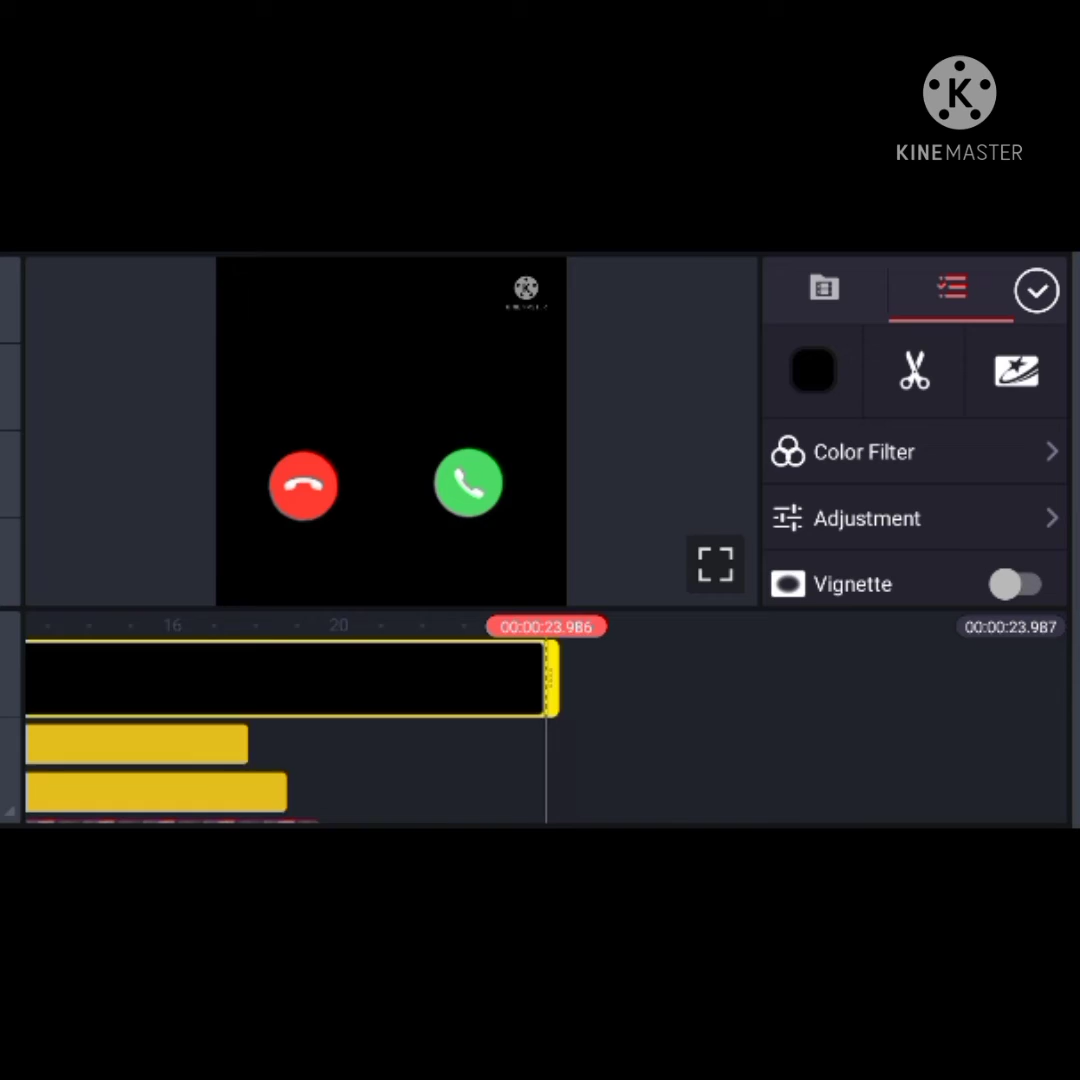 K
KINEMASTER
K
Color Filter
Adjustment
Vignette
16
20
00:00:23.986
00:00:23.987